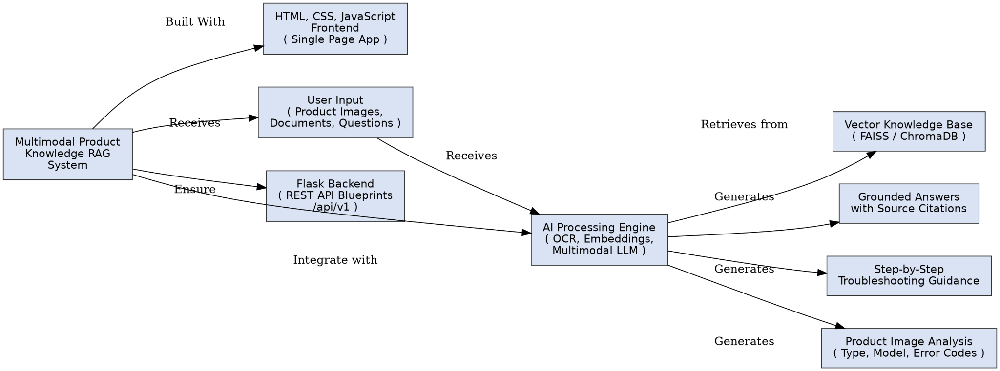 Built With
HTML, CSS, JavaScript
Frontend
( Single Page App )
Receives
User Input
( Product Images,
Documents, Questions )
Multimodal Product
Knowledge RAG
System
Ensure
Flask Backend
( REST API Blueprints
/api/v1 )
Integrate with
Receives
AI Processing Engine
( OCR, Embeddings,
Multimodal LLM )
Retrieves from
Vector Knowledge Base
( FAISS / ChromaDB )
Generates
Grounded Answers
with Source Citations
Generates
Step-by-Step
Troubleshooting Guidance
Generates
Product Image Analysis
( Type, Model, Error Codes )